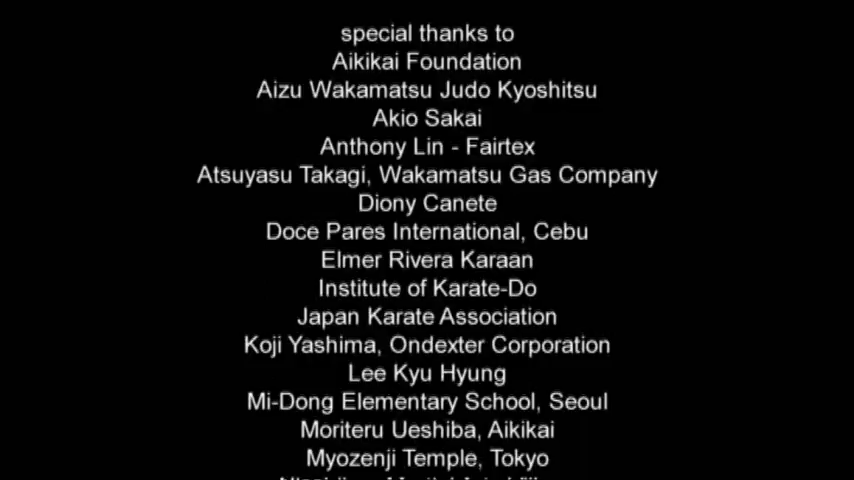 special thanks to
Aikikai Foundation
Aizu Wakamatsu Judo Kyoshitsu
Akio Sakai
Anthony Lin - Fairtex
Atsuyasu Takagi, Wakamatsu Gas Company
Diony Canete
Doce Pares International, Cebu
Elmer Rivera Karaan
Institute of Karate-Do
Japan Karate Association
Koji Yashima, Ondexter Corporation
Lee Kyu Hyung
Mi-Dong Elementary School, Seoul
Moriteru Ueshiba, Aikikai
Myozenji Temple, Tokyo